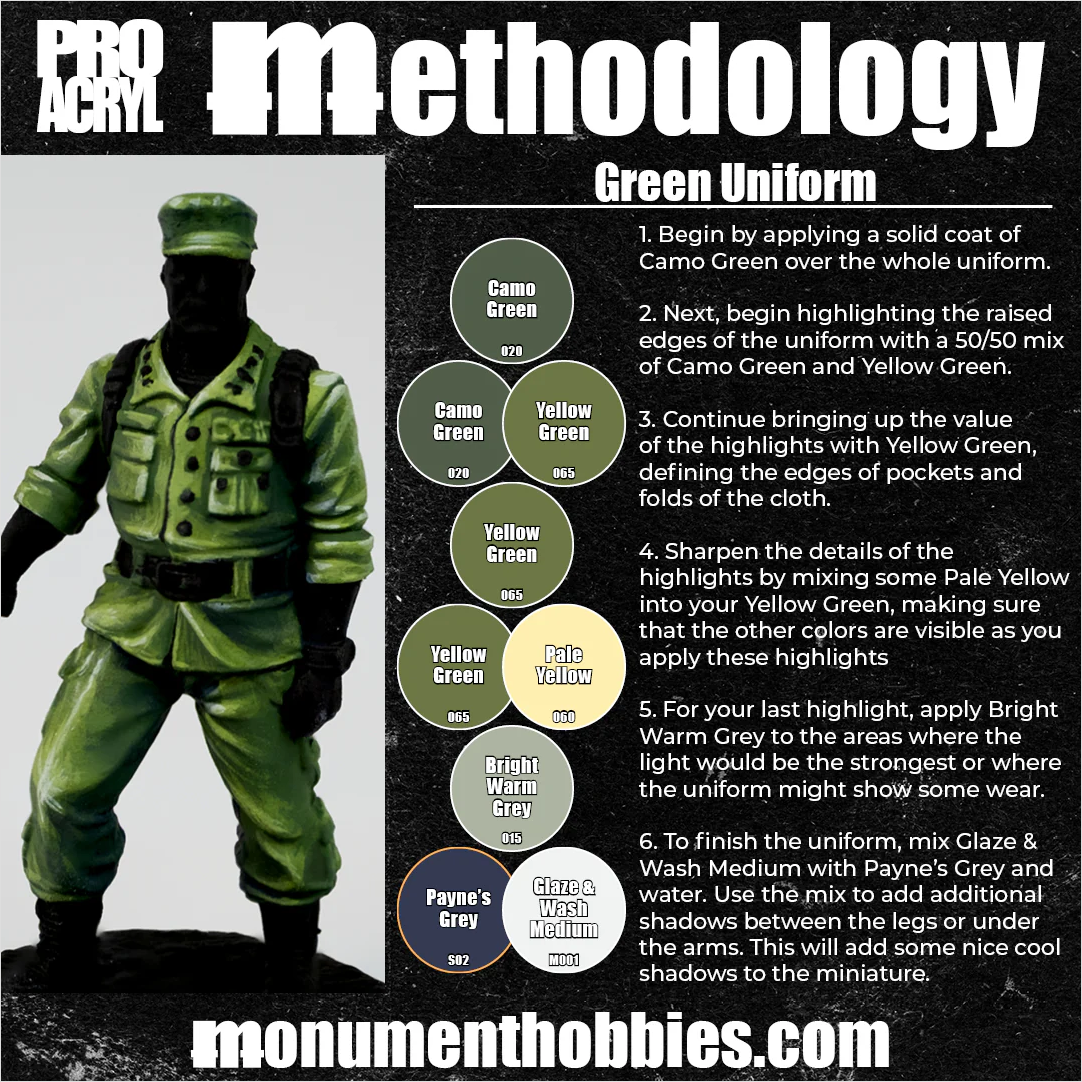 PRO
ACRYL
Methodology
Green Uniform
Camo
Green
020
Camo
Green
020
Yellow
Green
065
Yellow
Green
065
Yellow
Green
065
Pale
Yellow
060
Bright
Warm
Grey
015
Payne's
Grey
S02
Glaze &
Wash
Medium
M001
1. Begin by applying a solid coat of
Camo Green over the whole uniform.
2. Next, begin highlighting the raised
edges of the uniform with a 50/50 mix
of Camo Green and Yellow Green.
3. Continue bringing up the value
of the highlights with Yellow Green,
defining the edges of pockets and
folds of the cloth.
4. Sharpen the details of the
highlights by mixing some Pale Yellow
into your Yellow Green, making sure
that the other colors are visible as you
apply these highlights
5. For your last highlight, apply Bright
Warm Grey to the areas where the
light would be the strongest or where
the uniform might show some wear.
6. To finish the uniform, mix Glaze &
Wash Medium with Payne's Grey and
water. Use the mix to add additional
shadows between the legs or under
the arms. This will add some nice cool
shadows to the miniature.
monumenthobbies.com